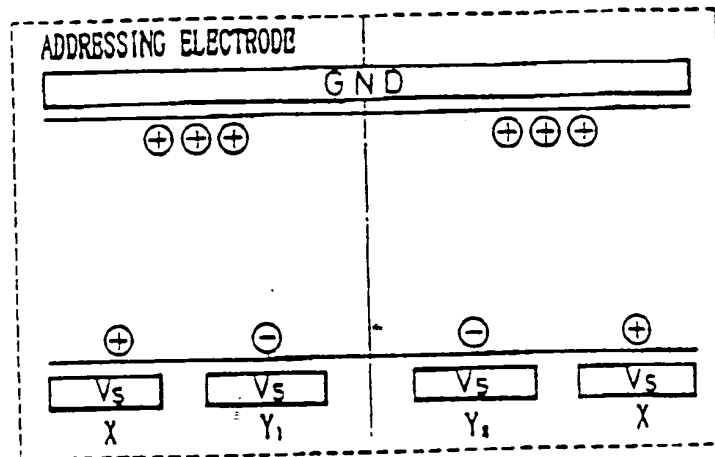 ADDRESSING ELECTRODE
GND
⊕⊕⊕ ⊕⊕⊕
⊕ ⊖ ⊖ ⊕
Vs Vs Vs Vs
X Y₁ Y₂ X